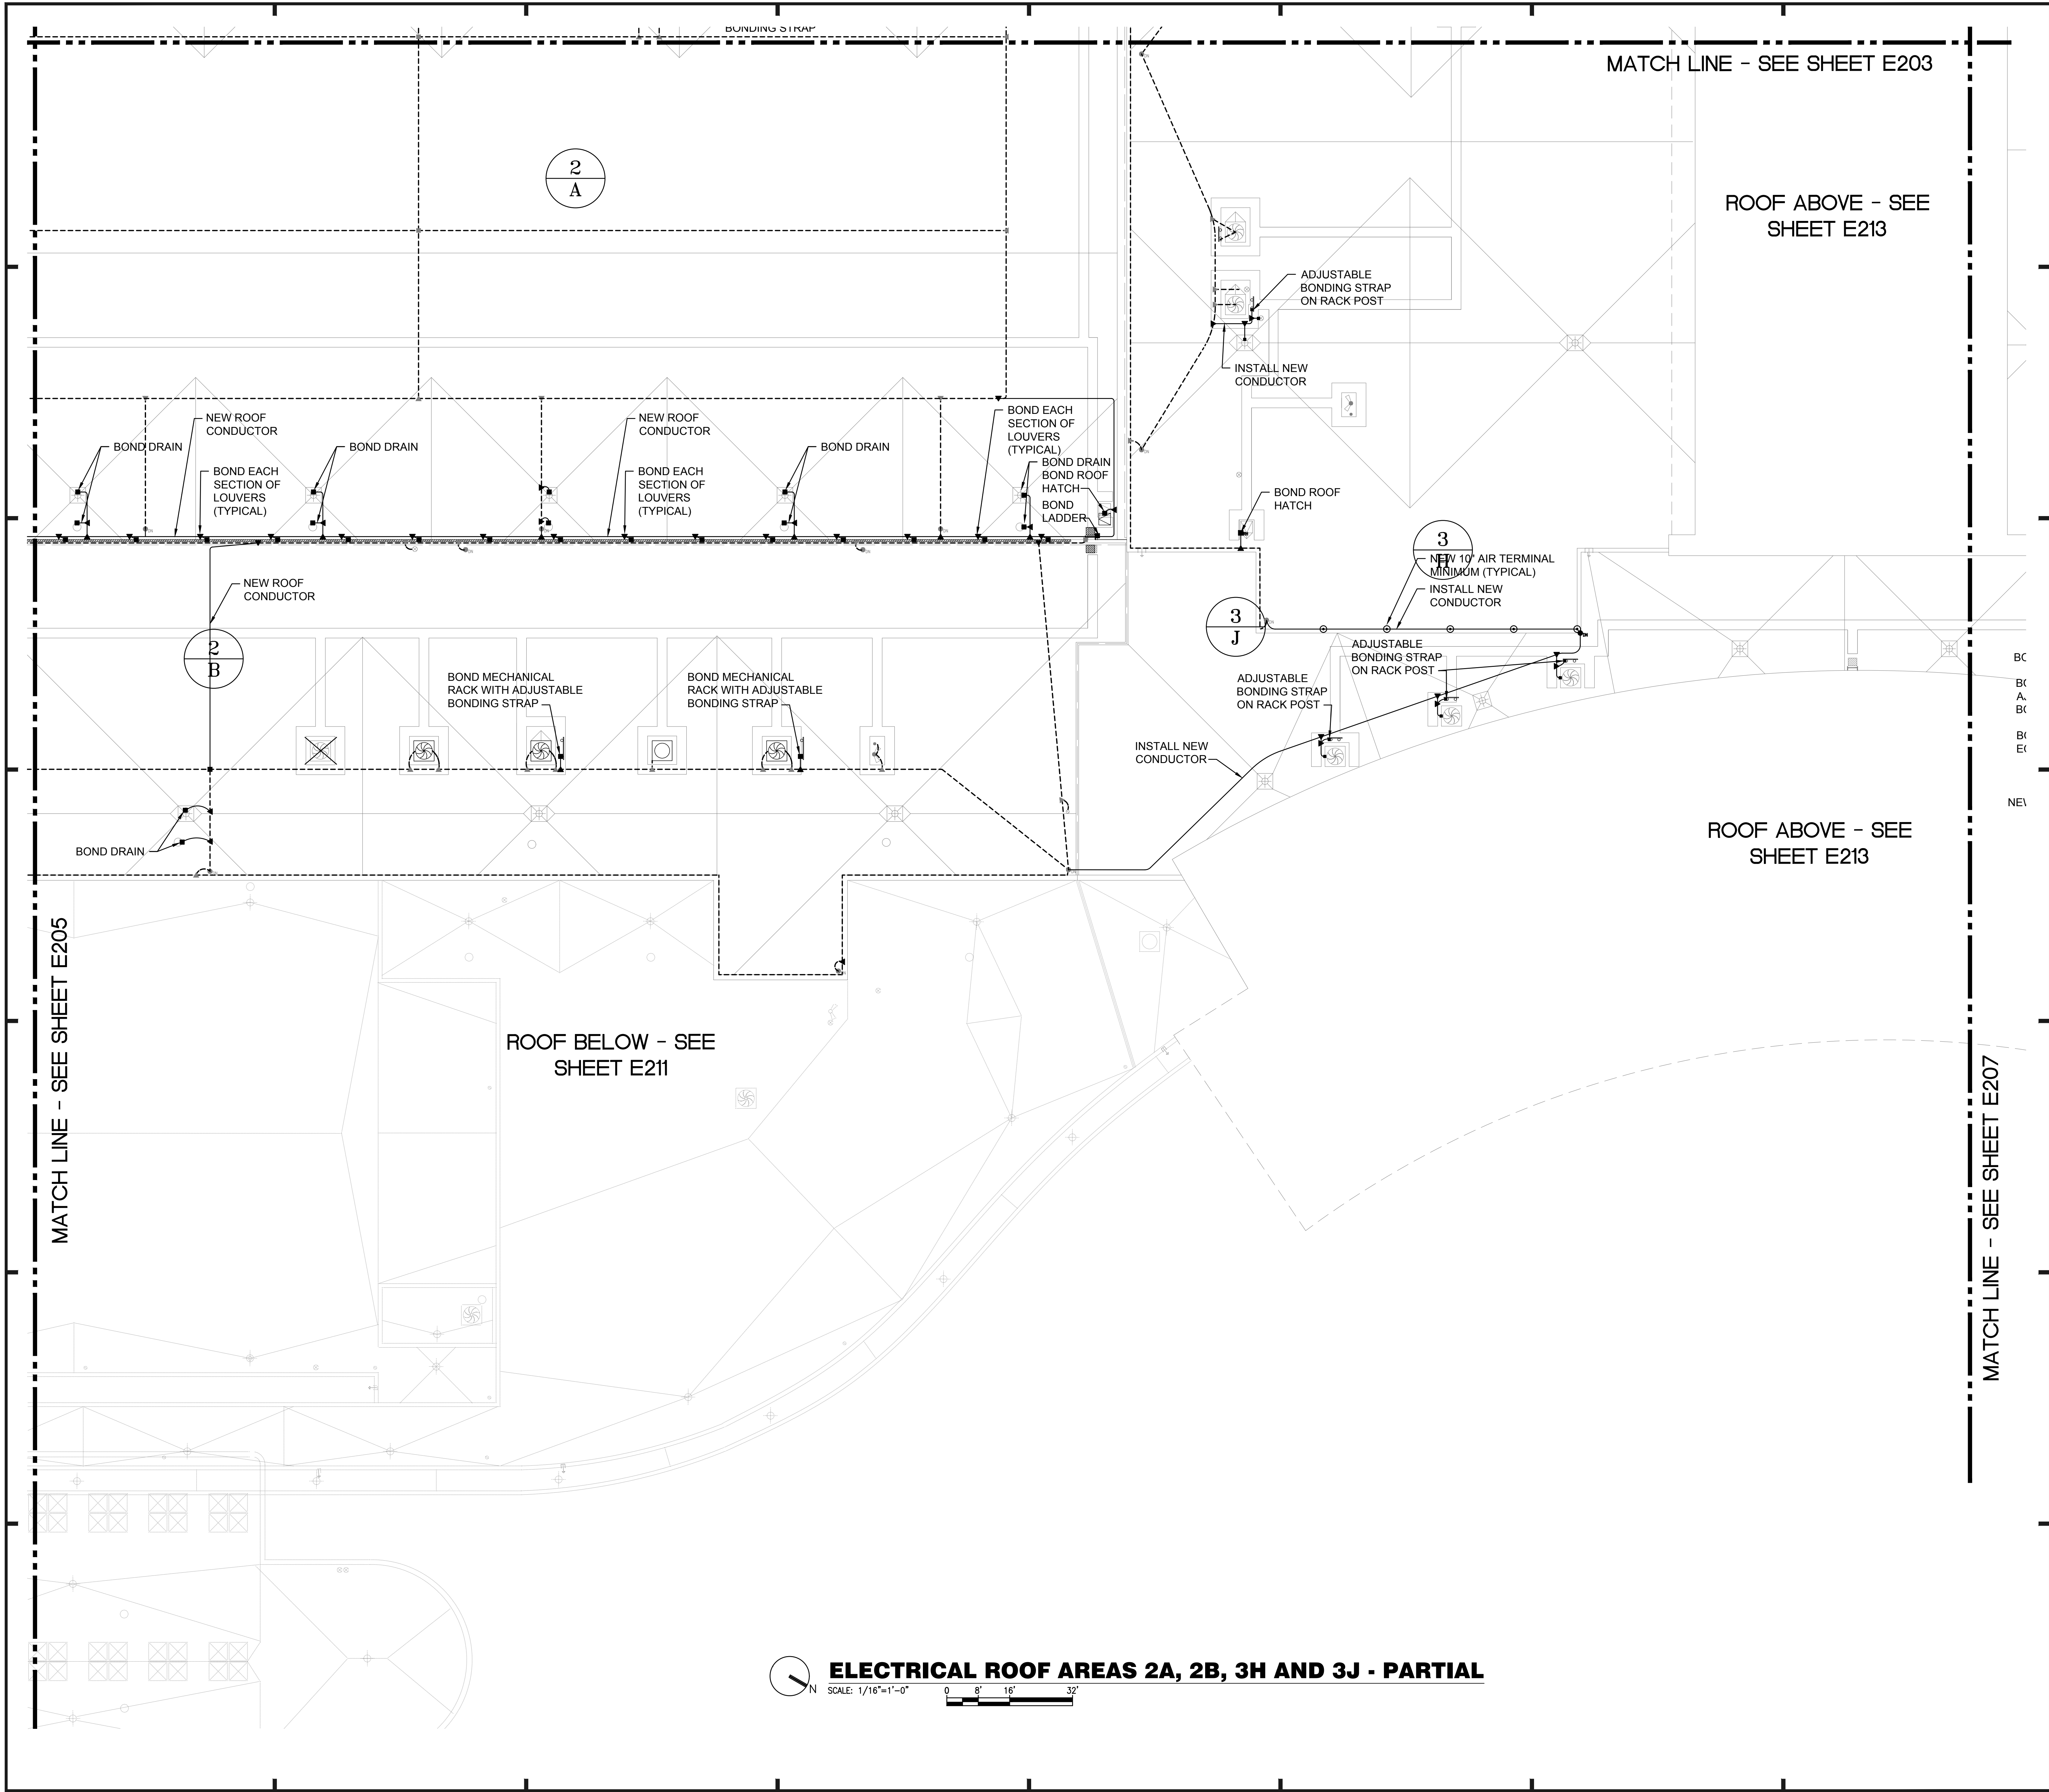 BONDING STRAP
MATCH LINE - SEE SHEET E203
2
A
ROOF ABOVE - SEE
SHEET E213
ADJUSTABLE
BONDING STRAP
ON RACK POST
INSTALL NEW
CONDUCTOR
NEW ROOF
CONDUCTOR
BOND DRAIN
BOND DRAIN
BOND EACH
SECTION OF
LOUVERS
(TYPICAL)
NEW ROOF
CONDUCTOR
BOND EACH
SECTION OF
LOUVERS
(TYPICAL)
BOND DRAIN
BOND EACH
SECTION OF
LOUVERS
(TYPICAL)
BOND DRAIN
BOND ROOF
HATCH
BOND
LADDER
BOND ROOF
HATCH
3
H
NEW 10" AIR TERMINAL
MINIMUM (TYPICAL)
INSTALL NEW
CONDUCTOR
3
J
NEW ROOF
CONDUCTOR
2
B
BOND MECHANICAL
RACK WITH ADJUSTABLE
BONDING STRAP
BOND MECHANICAL
RACK WITH ADJUSTABLE
BONDING STRAP
ADJUSTABLE
BONDING STRAP
ON RACK POST
ADJUSTABLE
BONDING STRAP
ON RACK POST
INSTALL NEW
CONDUCTOR
BOND DRAIN
ROOF ABOVE - SEE
SHEET E213
MATCH LINE - SEE SHEET E205
ROOF BELOW - SEE
SHEET E211
MATCH LINE - SEE SHEET E207
N
ELECTRICAL ROOF AREAS 2A, 2B, 3H AND 3J - PARTIAL
SCALE: 1/16"=1'-0"
0 8' 16' 32'